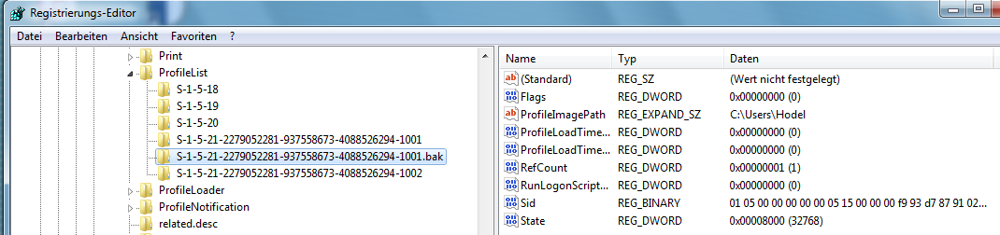 Registrierungs-Editor
Datei Bearbeiten Ansicht Favoriten ?
Print
ProfileList
S-1-5-18
S-1-5-19
S-1-5-20
S-1-5-21-2279052281-937558673-4088526294-1001
S-1-5-21-2279052281-937558673-4088526294-1001.bak
S-1-5-21-2279052281-937558673-4088526294-1002
ProfileLoader
ProfileNotification
related.desc
Name Typ Daten
(Standard) REG_SZ (Wert nicht festgelegt)
Flags REG_DWORD 0x00000000 (0)
ProfileImagePath REG_EXPAND_SZ C:\Users\Hodel
ProfileLoadTime... REG_DWORD 0x00000000 (0)
ProfileLoadTime... REG_DWORD 0x00000000 (0)
RefCount REG_DWORD 0x00000001 (1)
RunLogonScript... REG_DWORD 0x00000000 (0)
Sid REG_BINARY 01 05 00 00 00 00 00 05 15 00 00 00 f9 93 d7 87 91 02...
State REG_DWORD 0x00008000 (32768)